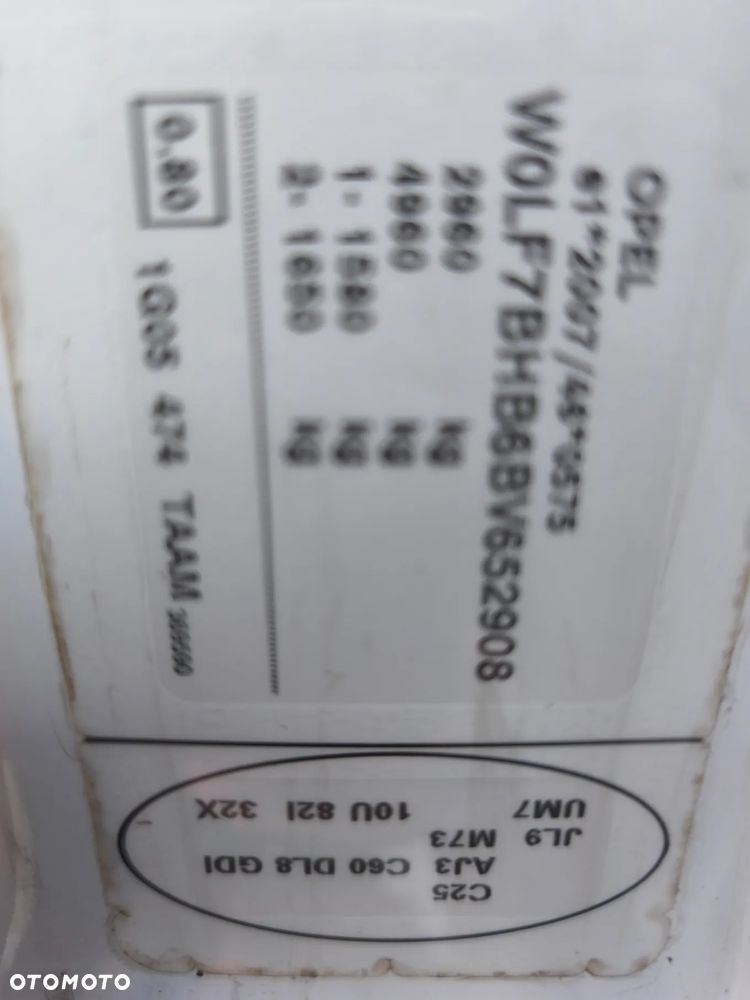 OPEL
e1*2007/46*0575
W0LF7BHB6BV652908
2960 kg
4960 kg
1- 1580 kg
2- 1650 kg
0.80 1G0S 474 TAAM
C25
AJ3 C60 DL8 GDI
JL9 M73
UM7 10U 82I 32X
OTOMOTO